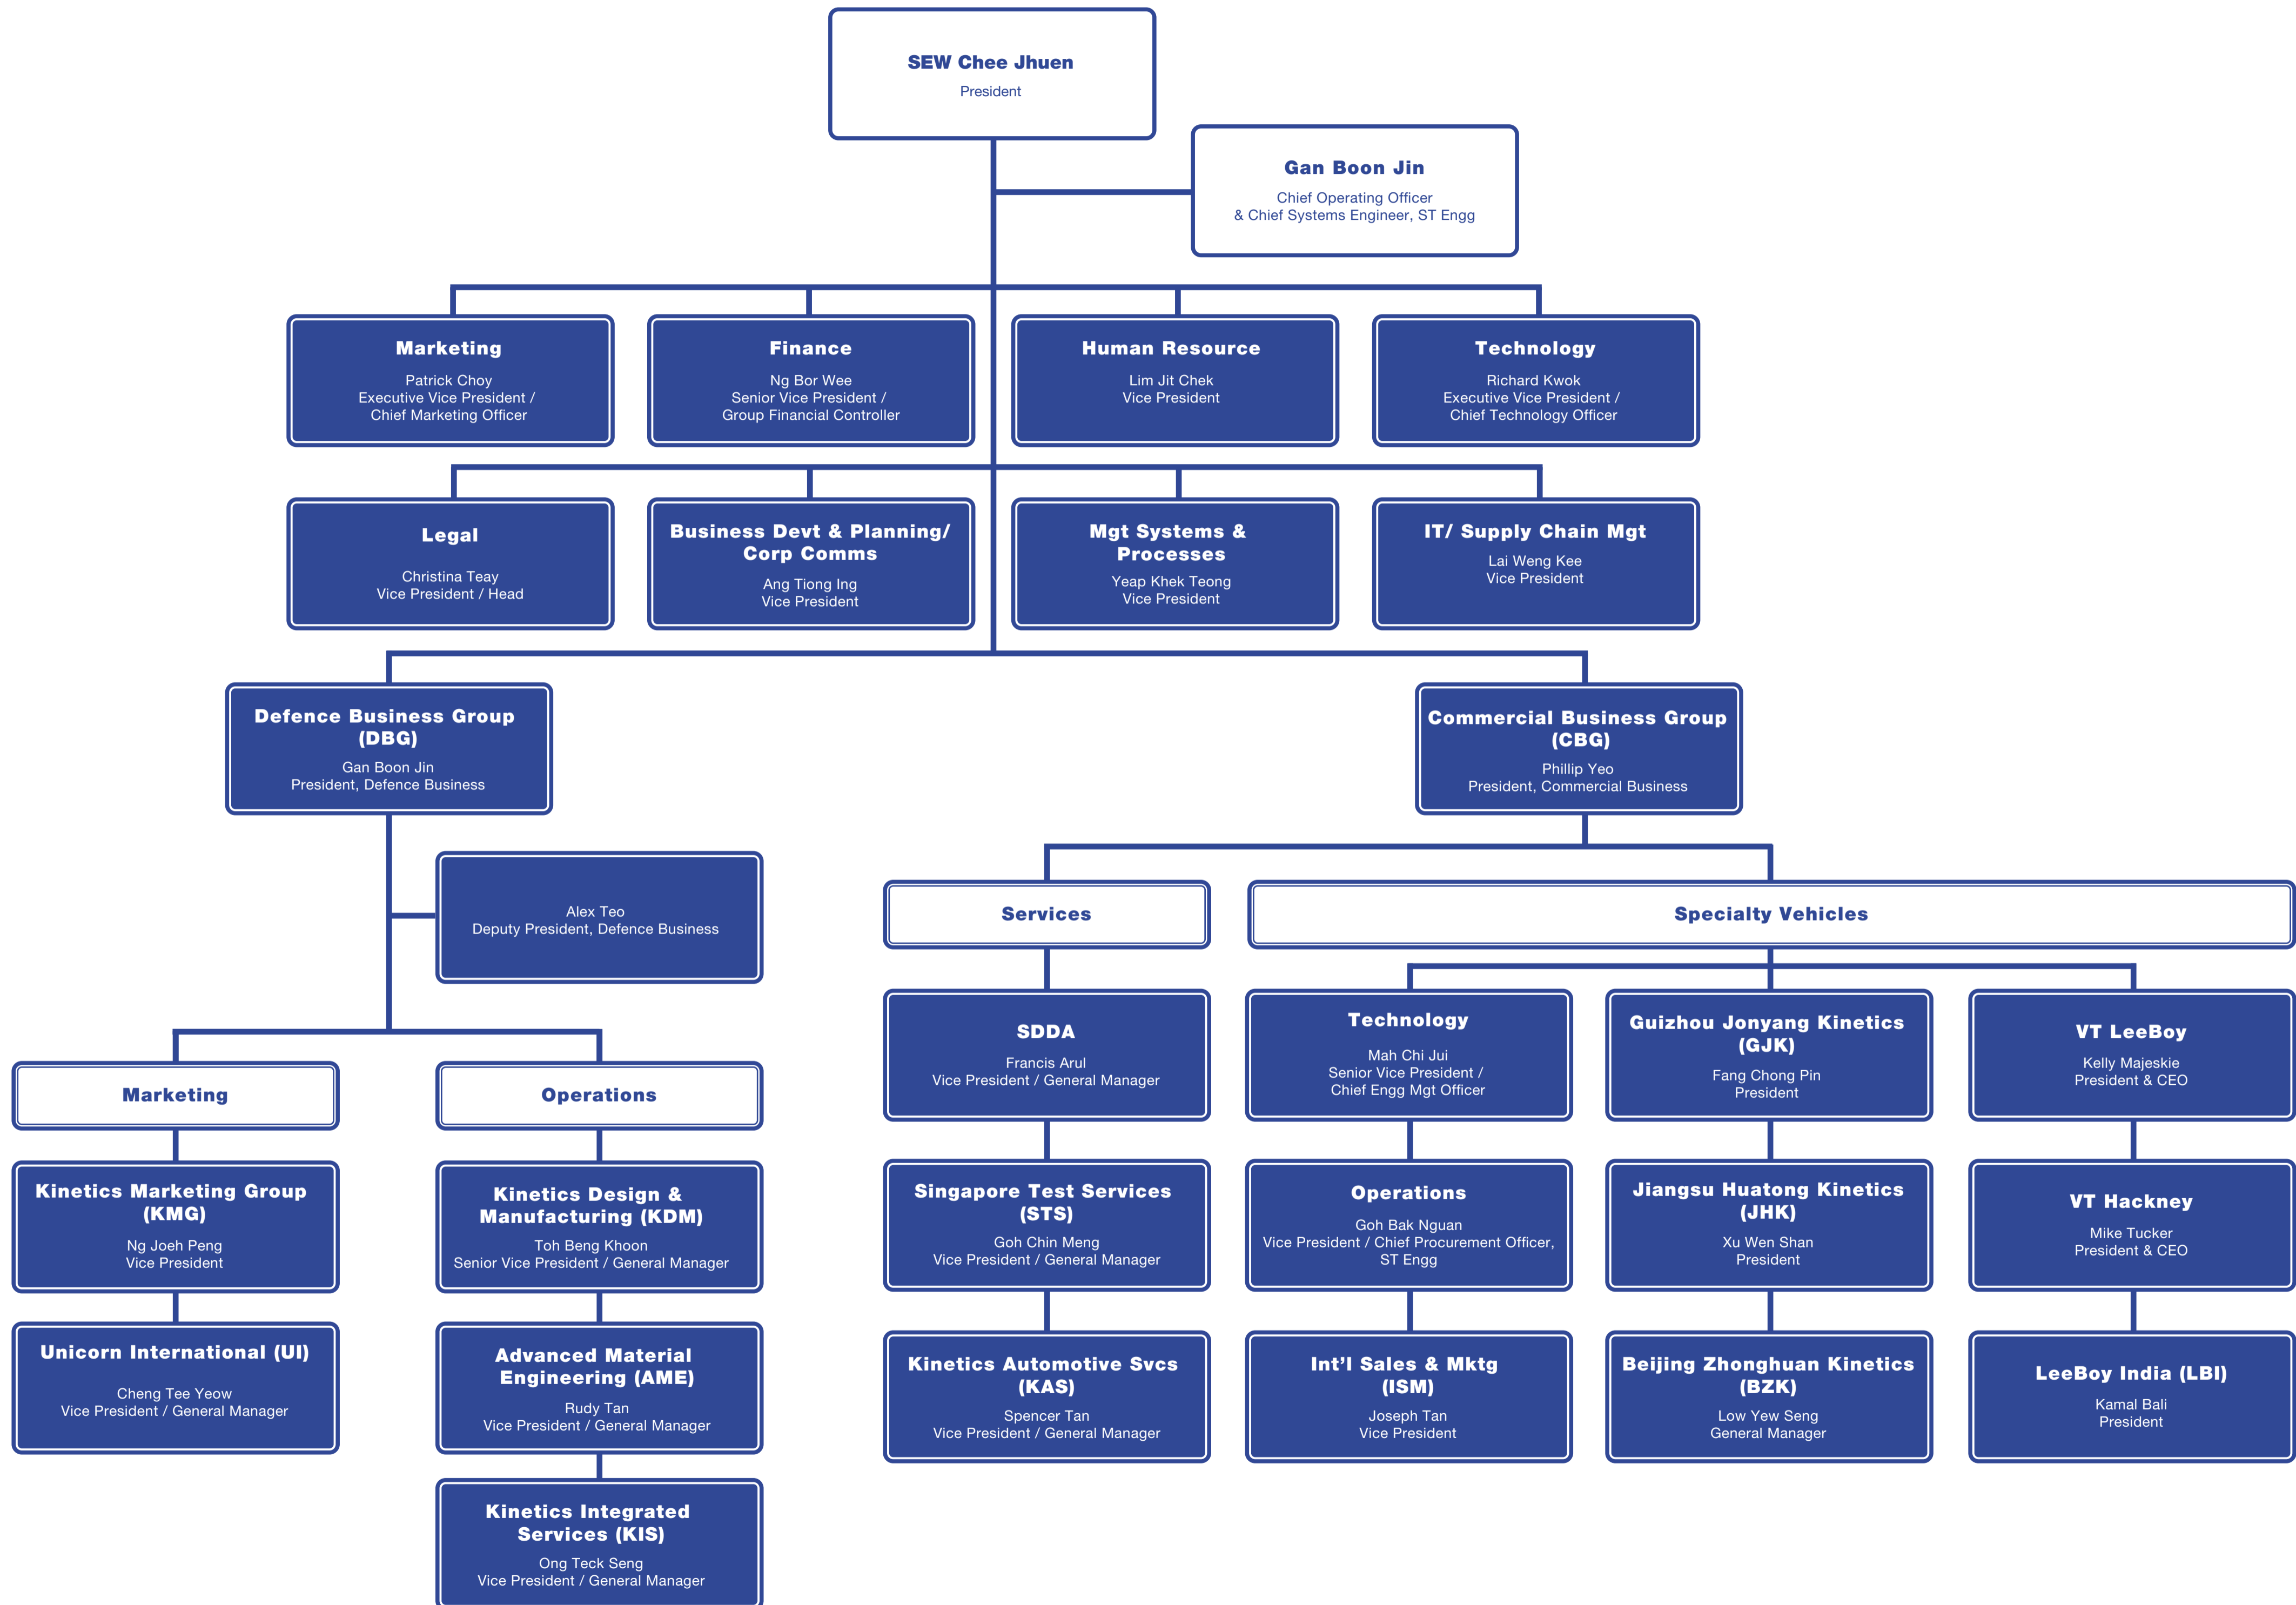 SEW Chee Jhuen
President
Gan Boon Jin
Chief Operating Officer
& Chief Systems Engineer, ST Engg
Marketing
Patrick Choy
Executive Vice President /
Chief Marketing Officer
Finance
Ng Bor Wee
Senior Vice President /
Group Financial Controller
Human Resource
Lim Jit Chek
Vice President
Technology
Richard Kwok
Executive Vice President /
Chief Technology Officer
Legal
Christina Teay
Vice President / Head
Business Devt & Planning/
Corp Comms
Ang Tiong Ing
Vice President
Mgt Systems &
Processes
Yeap Khek Teong
Vice President
IT/ Supply Chain Mgt
Lai Weng Kee
Vice President
Defence Business Group
(DBG)
Gan Boon Jin
President, Defence Business
Commercial Business Group
(CBG)
Phillip Yeo
President, Commercial Business
Alex Teo
Deputy President, Defence Business
Marketing
Kinetics Marketing Group
(KMG)
Ng Joeh Peng
Vice President
Unicorn International (UI)
Cheng Tee Yeow
Vice President / General Manager
Operations
Kinetics Design &
Manufacturing (KDM)
Toh Beng Khoon
Senior Vice President / General Manager
Advanced Material
Engineering (AME)
Rudy Tan
Vice President / General Manager
Kinetics Integrated
Services (KIS)
Ong Teck Seng
Vice President / General Manager
Services
SDDA
Francis Arul
Vice President / General Manager
Singapore Test Services
(STS)
Goh Chin Meng
Vice President / General Manager
Kinetics Automotive Svcs
(KAS)
Spencer Tan
Vice President / General Manager
Specialty Vehicles
Technology
Mah Chi Jui
Senior Vice President /
Chief Engg Mgt Officer
Operations
Goh Bak Nguan
Vice President / Chief Procurement Officer,
ST Engg
Int’l Sales & Mktg
(ISM)
Joseph Tan
Vice President
Guizhou Jonyang Kinetics
(GJK)
Fang Chong Pin
President
Jiangsu Huatong Kinetics
(JHK)
Xu Wen Shan
President
Beijing Zhonghuan Kinetics
(BZK)
Low Yew Seng
General Manager
VT LeeBoy
Kelly Majeskie
President & CEO
VT Hackney
Mike Tucker
President & CEO
LeeBoy India (LBI)
Kamal Bali
President